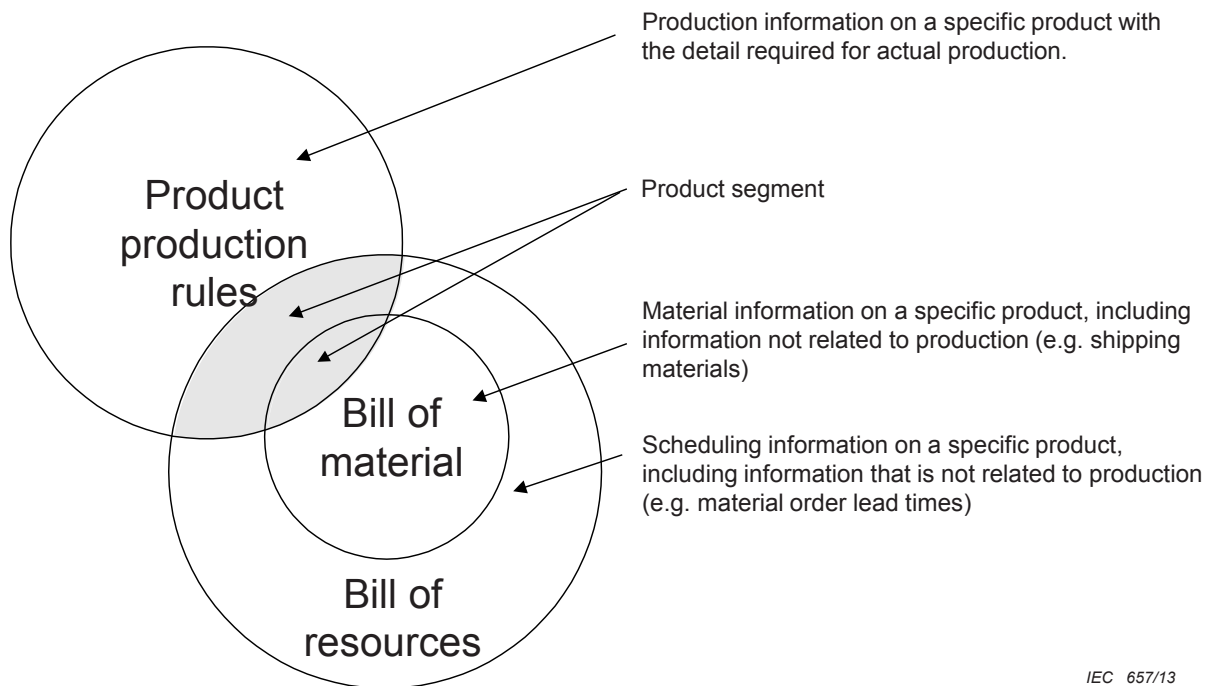 Production information on a specific product with
the detail required for actual production.
Product
production
rules
Product segment
Material information on a specific product, including
information not related to production (e.g. shipping
materials)
Bill of
material
Scheduling information on a specific product,
including information that is not related to production
(e.g. material order lead times)
Bill of
resources
IEC 657/13